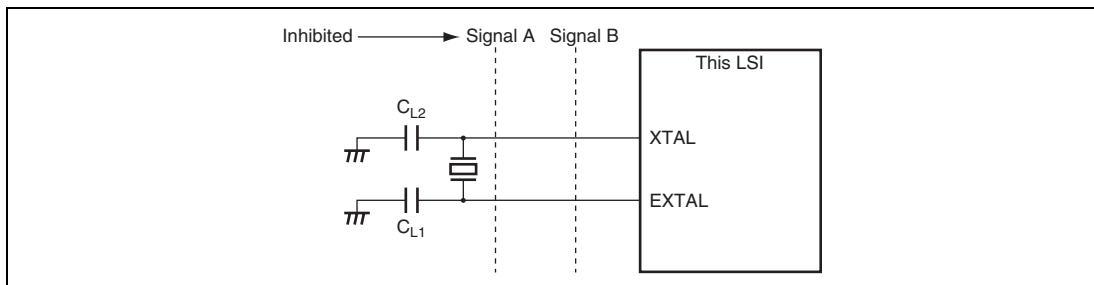 Inhibited Signal A Signal B
This LSI
CL2
XTAL
EXTAL
CL1